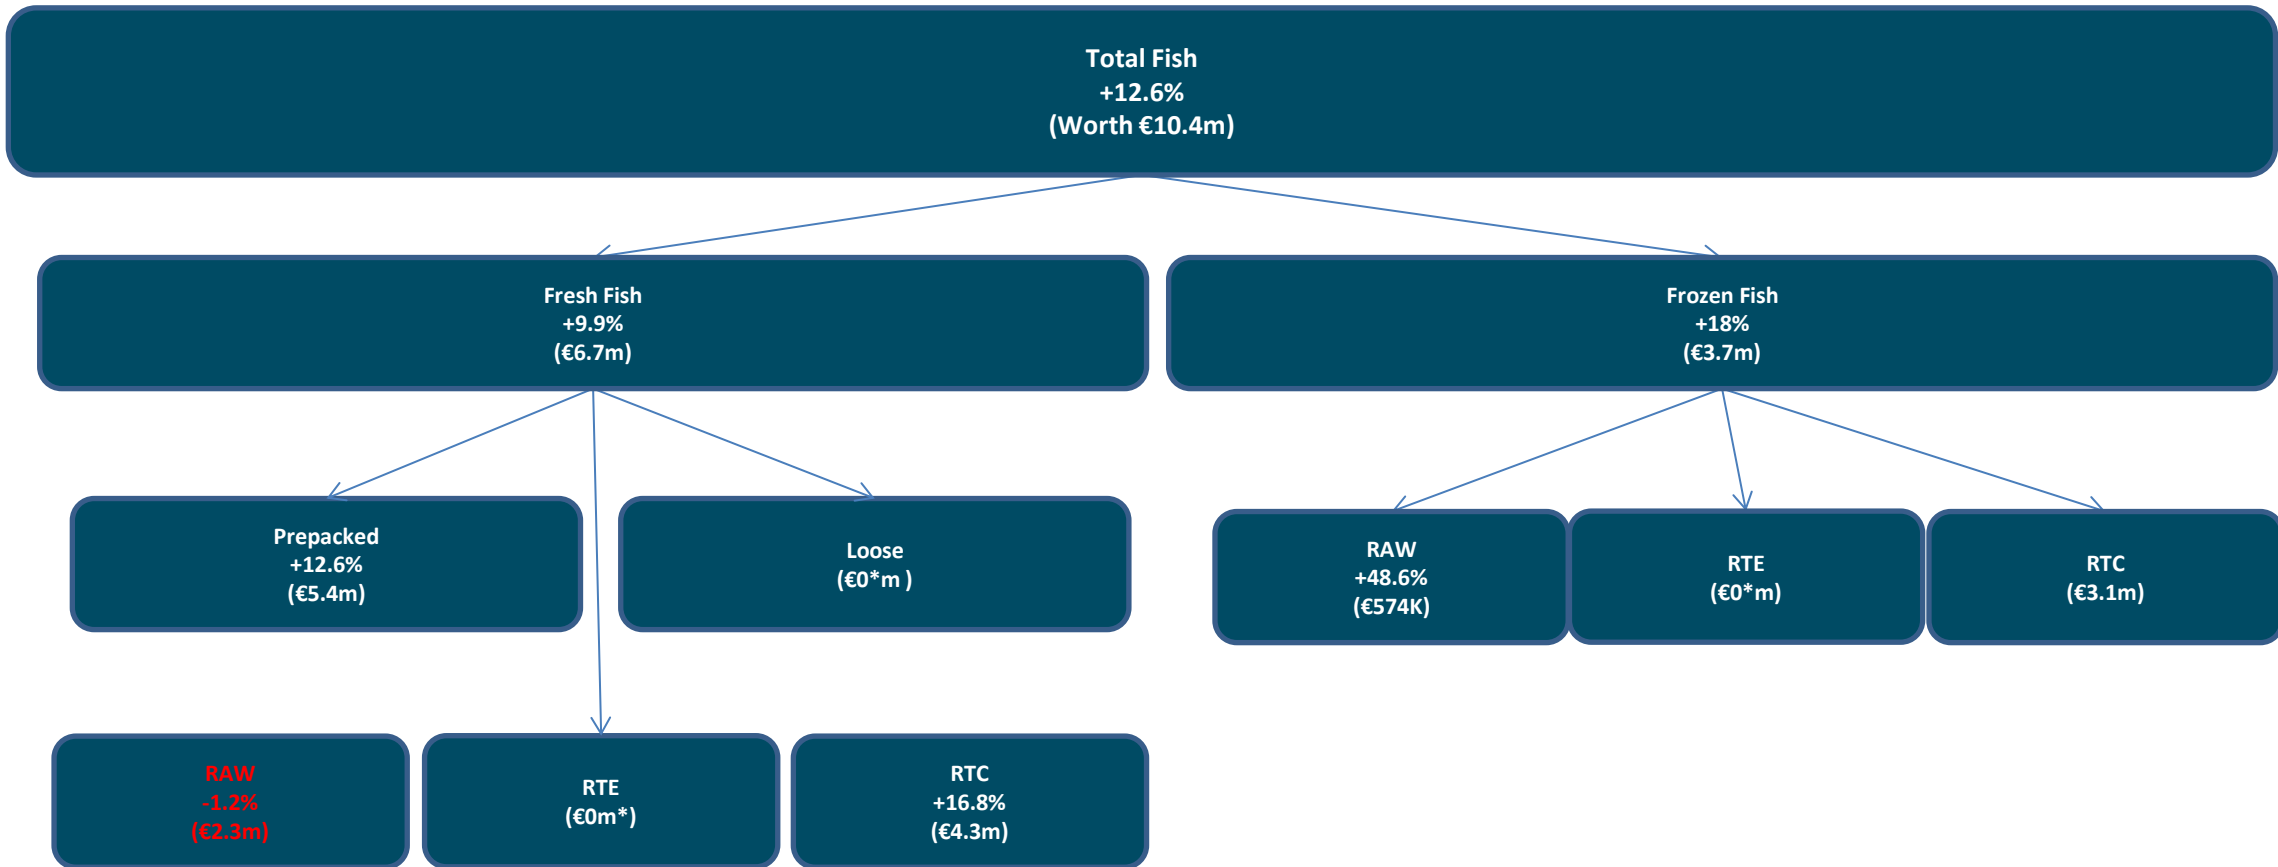 Total Fish
+12.6%
(Worth €10.4m)
Fresh Fish
+9.9%
(€6.7m)
Frozen Fish
+18%
(€3.7m)
Prepacked
+12.6%
(€5.4m)
Loose
(€0*m )
RAW
+48.6%
(€574K)
RTE
(€0*m)
RTC
(€3.1m)
RAW
-1.2%
(€2.3m)
RTE
(€0m*)
RTC
+16.8%
(€4.3m)